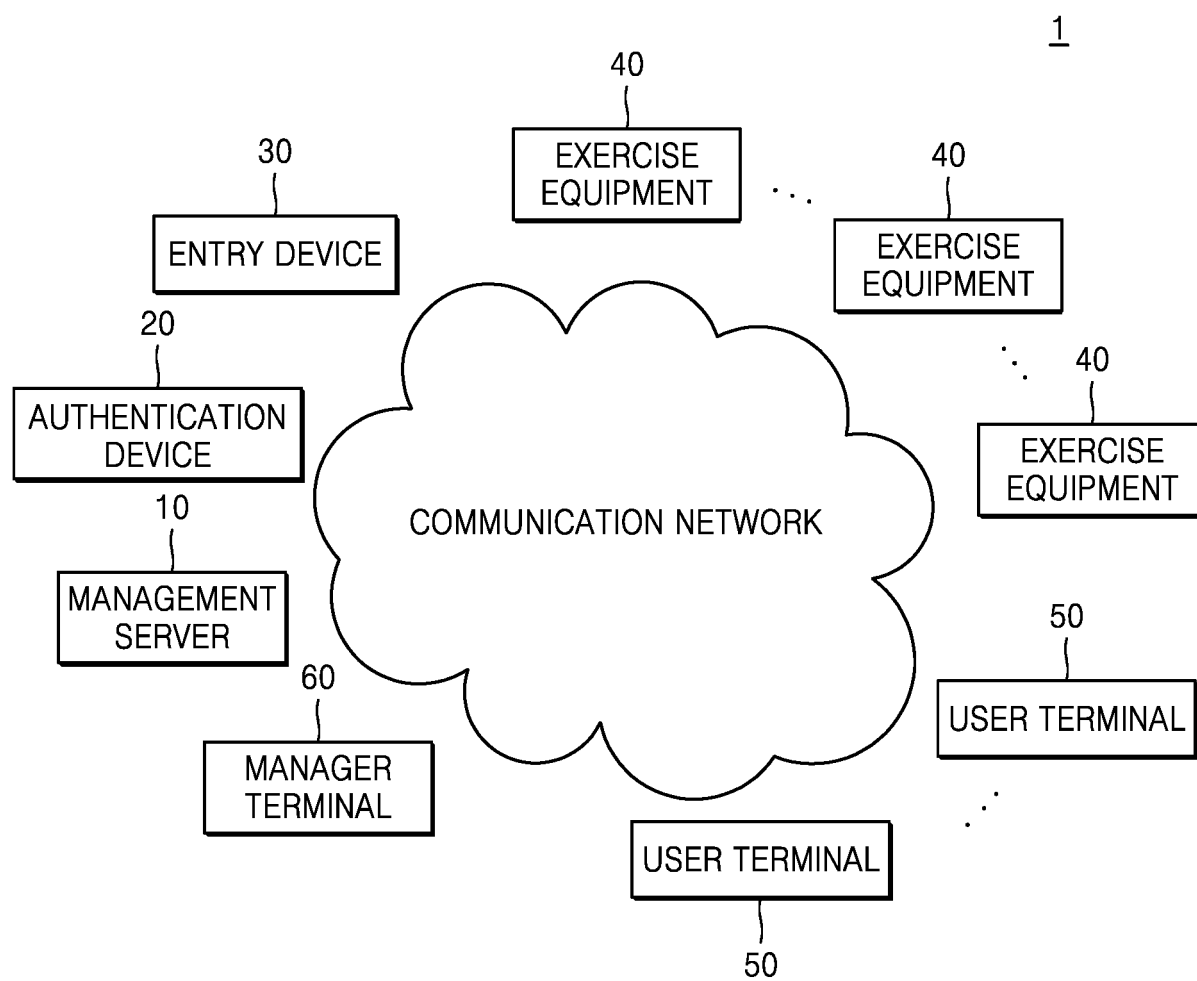 1
40
EXERCISE
EQUIPMENT
30
ENTRY DEVICE
40
EXERCISE
EQUIPMENT
20
AUTHENTICATION
DEVICE
40
EXERCISE
EQUIPMENT
COMMUNICATION NETWORK
10
MANAGEMENT
SERVER
50
USER TERMINAL
60
MANAGER
TERMINAL
USER TERMINAL
50